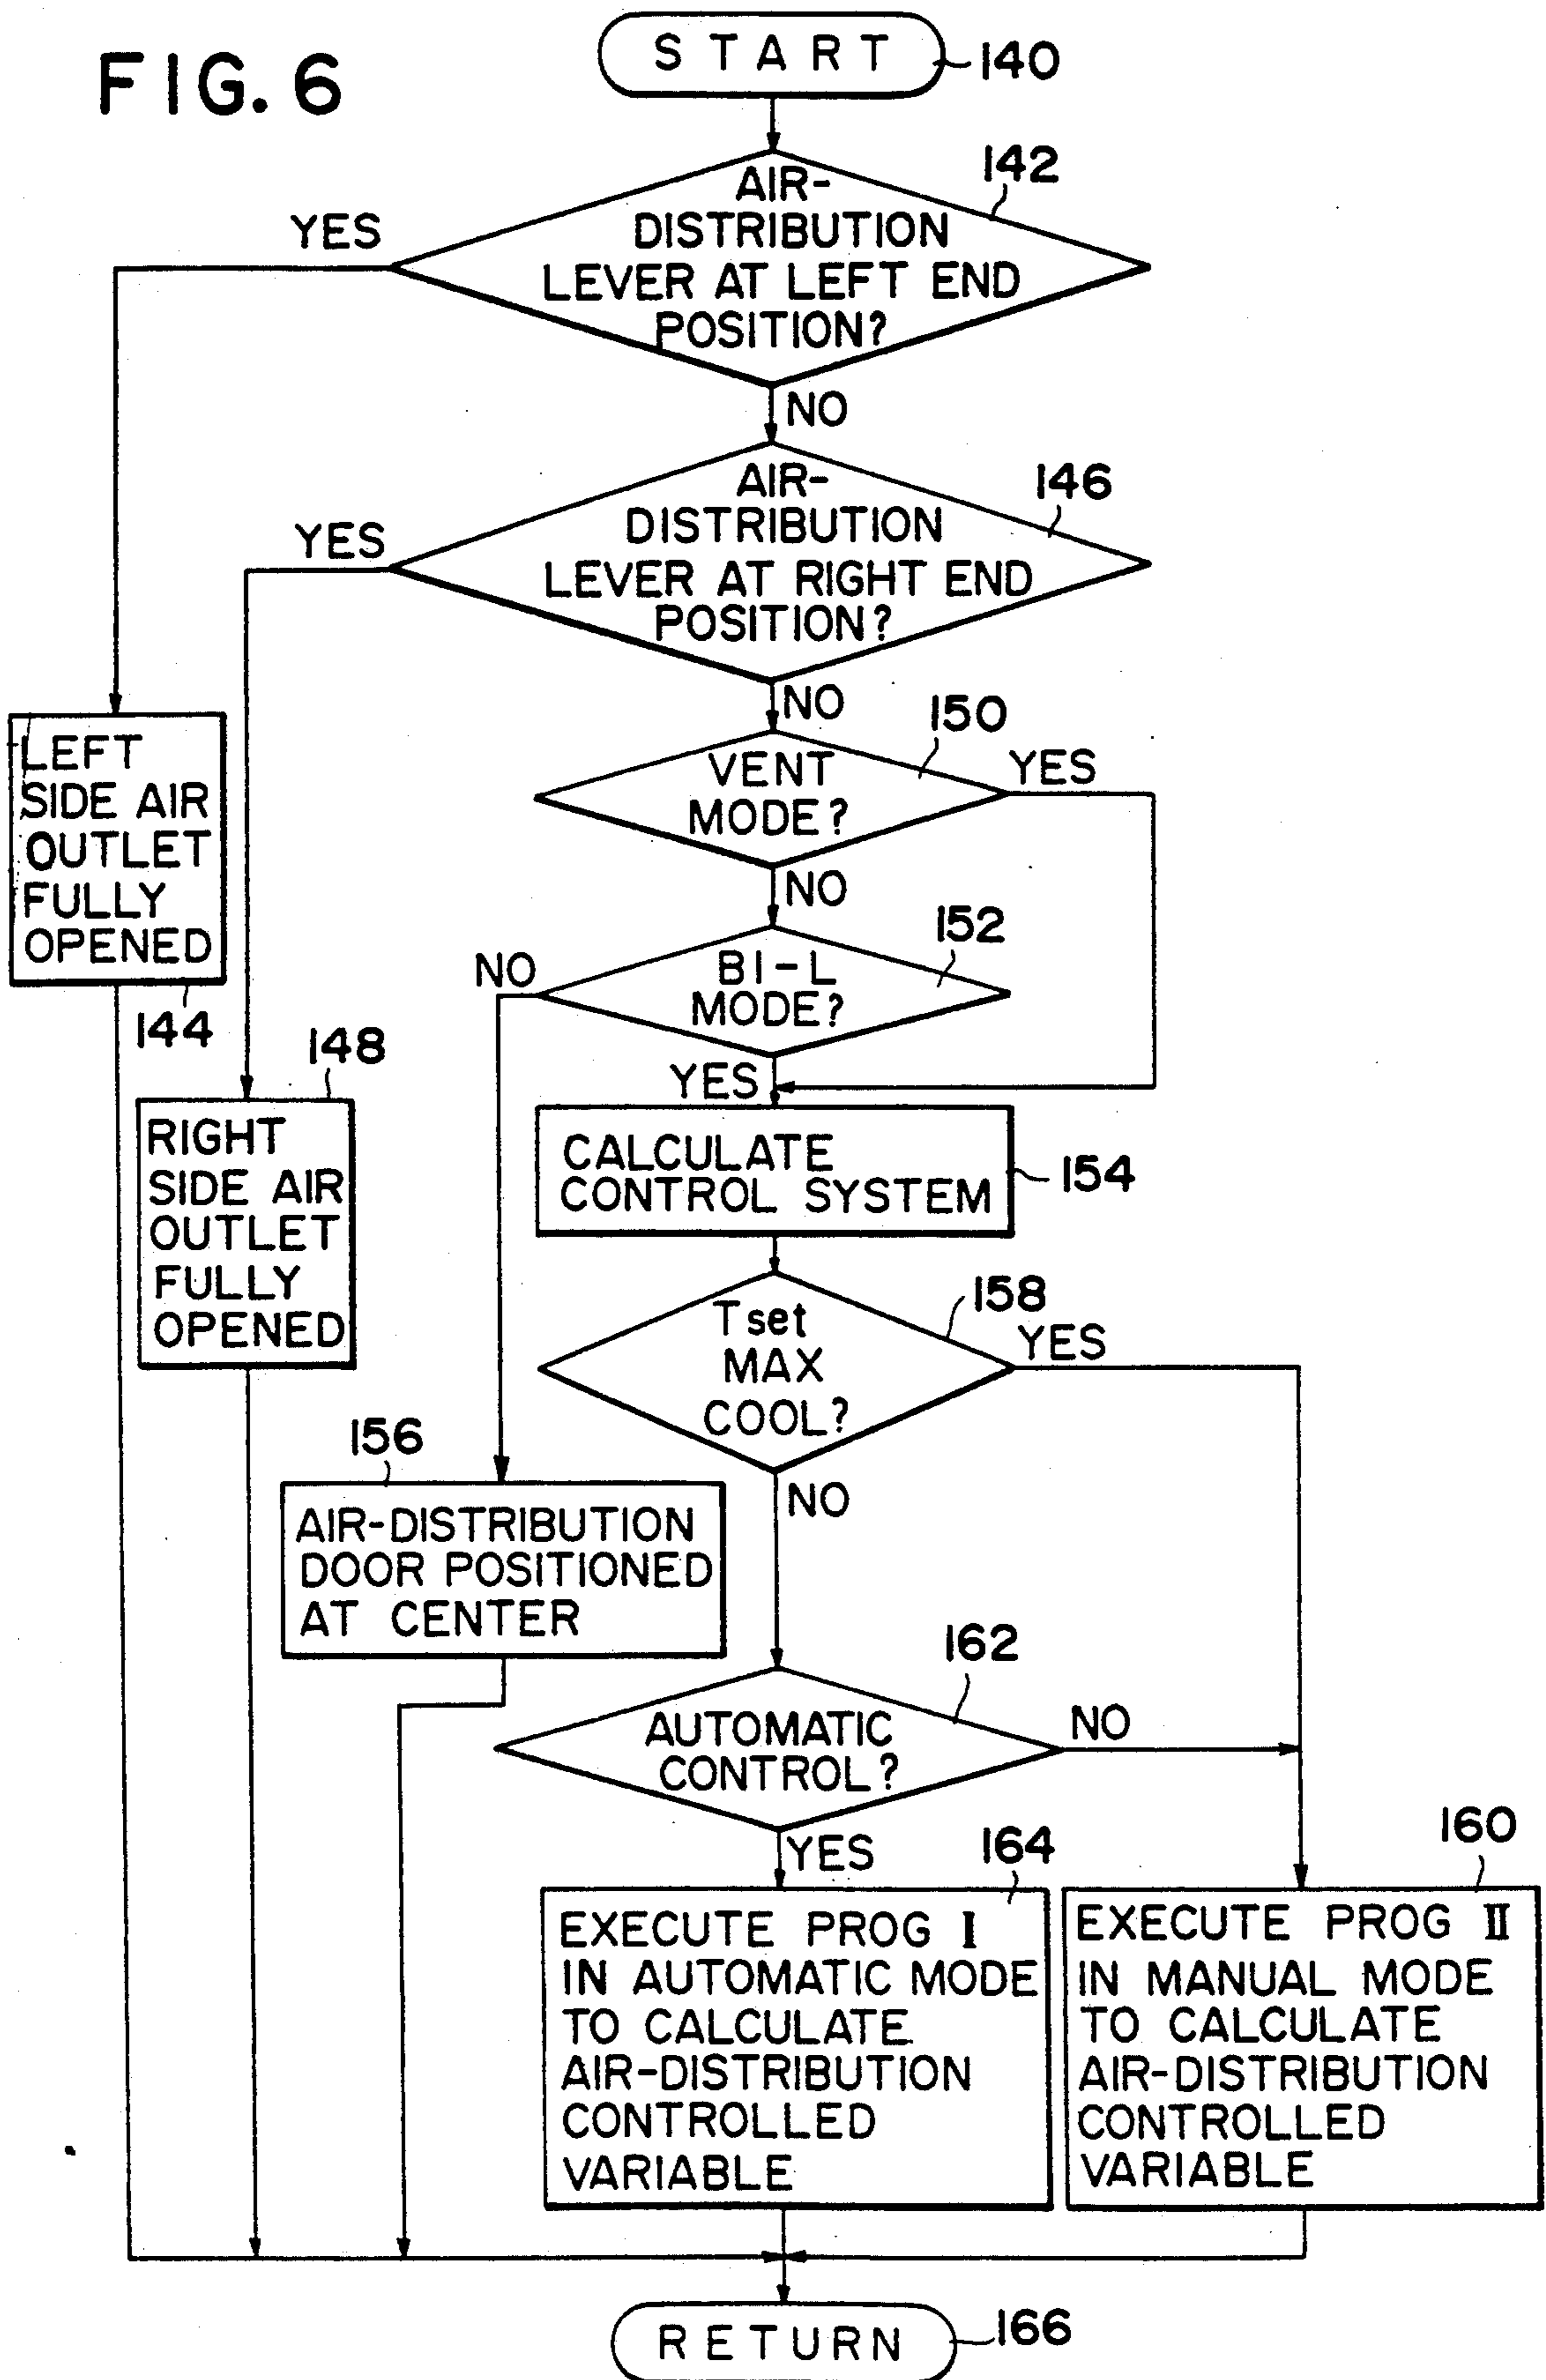 FIG. 6
START
140
142
AIR-
DISTRIBUTION
LEVER AT LEFT END
POSITION?
YES
NO
146
AIR-
DISTRIBUTION
LEVER AT RIGHT END
POSITION?
YES
NO
LEFT
SIDE AIR
OUTLET
FULLY
OPENED
144
150
VENT
MODE?
YES
NO
152
BI-L
MODE?
NO
YES
148
RIGHT
SIDE AIR
OUTLET
FULLY
OPENED
CALCULATE
CONTROL SYSTEM
154
158
Tset
MAX
COOL?
YES
NO
156
AIR-DISTRIBUTION
DOOR POSITIONED
AT CENTER
162
AUTOMATIC
CONTROL?
NO
YES
164
EXECUTE PROG I
IN AUTOMATIC MODE
TO CALCULATE
AIR-DISTRIBUTION
CONTROLLED
VARIABLE
160
EXECUTE PROG II
IN MANUAL MODE
TO CALCULATE
AIR-DISTRIBUTION
CONTROLLED
VARIABLE
RETURN
166